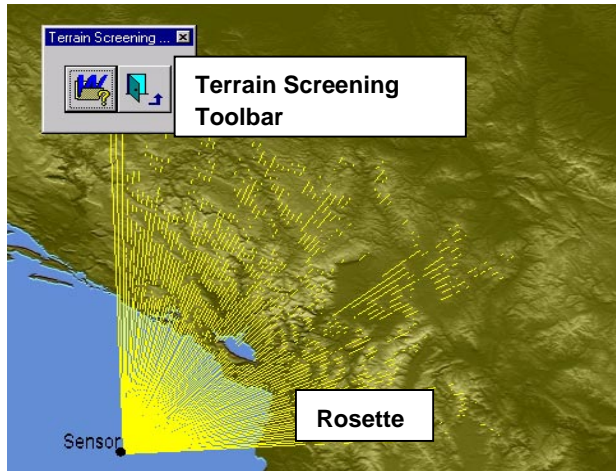 Terrain Screening ...
Terrain Screening
Toolbar
Rosette
Sensor